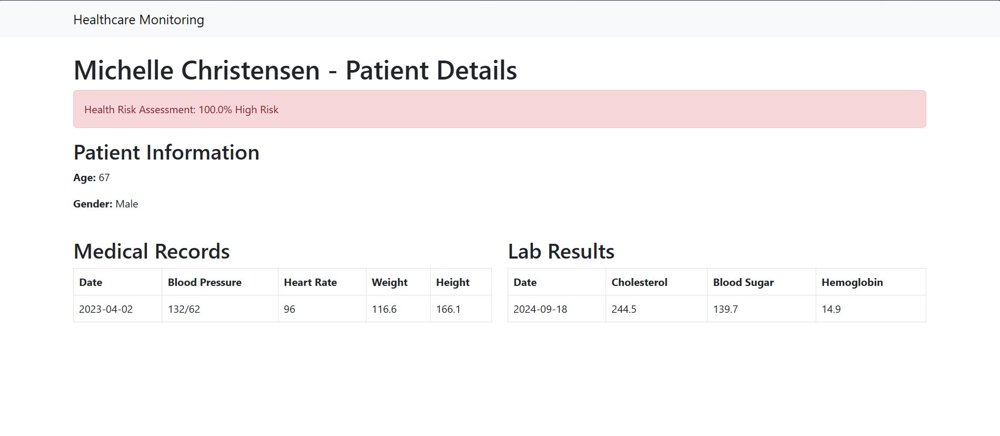 Healthcare Monitoring
Michelle Christensen - Patient Details
Health Risk Assessment: 100.0% High Risk
Patient Information
Age: 67
Gender: Male
Medical Records
Date Blood Pressure Heart Rate Weight Height
2023-04-02 132/62 96 116.6 166.1
Lab Results
Date Cholesterol Blood Sugar Hemoglobin
2024-09-18 244.5 139.7 14.9